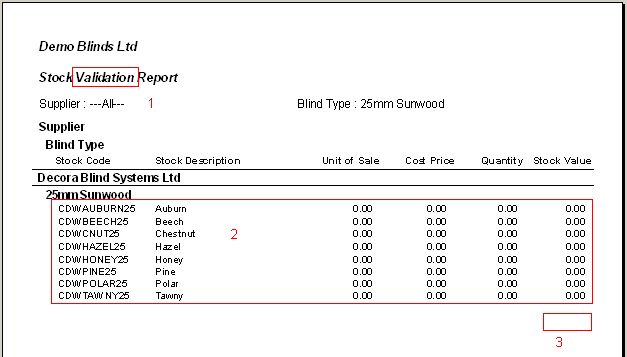 Demo Blinds Ltd
Stock Validation Report
Supplier : ---All--- 1 Blind Type : 25mm Sunwood
Supplier
Blind Type
Stock Code Stock Description Unit of Sale Cost Price Quantity Stock Value
Decora Blind Systems Ltd
25mm Sunwood
CDWAUBURN25 Auburn 0.00 0.00 0.00 0.00
CDWBEECH25 Beech 0.00 0.00 0.00 0.00
CDWCNUT25 Chestnut 2 0.00 0.00 0.00 0.00
CDWHAZEL25 Hazel 0.00 0.00 0.00 0.00
CDWHONEY25 Honey 0.00 0.00 0.00 0.00
CDWPINE25 Pine 0.00 0.00 0.00 0.00
CDWPOLAR25 Polar 0.00 0.00 0.00 0.00
CDWTAWNY25 Tawny 0.00 0.00 0.00 0.00
3